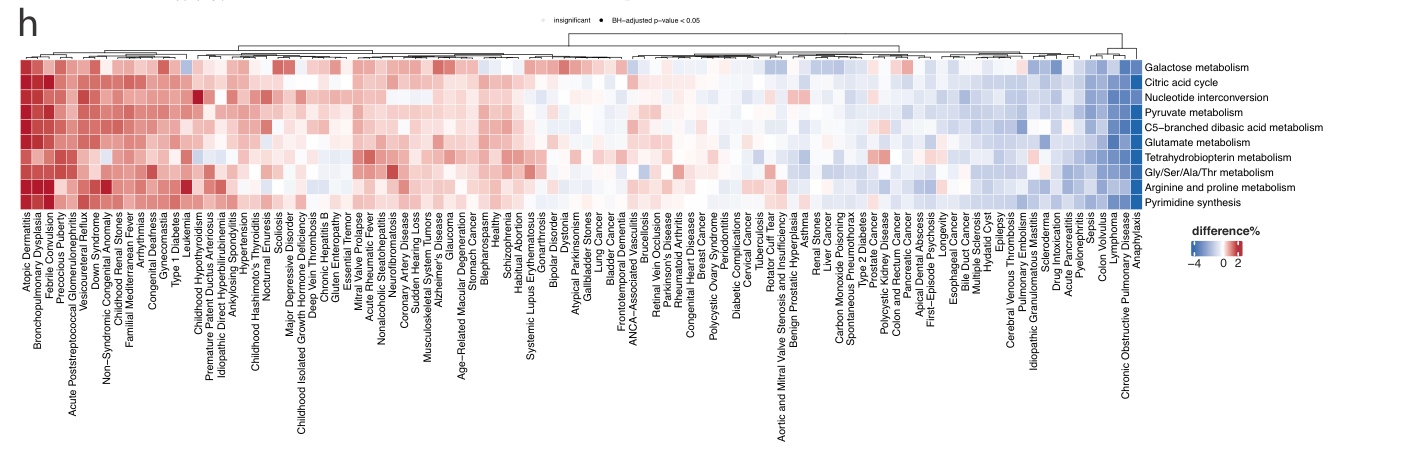 h
insignificant BH−adjusted p−value < 0.05
Galactose metabolism
Citric acid cycle
Nucleotide interconversion
Pyruvate metabolism
C5−branched dibasic acid metabolism
Glutamate metabolism
Tetrahydrobiopterin metabolism
Gly/Ser/Ala/Thr metabolism
Arginine and proline metabolism
Pyrimidine synthesis
Atopic Dermatitis
Bronchopulmonary Dysplasia
Febrile Convulsion
Precocious Puberty
Acute Poststreptococcal Glomerulonephritis
Vesicoureteral Reflux
Down Syndrome
Non−Syndromic Congenital Anomaly
Childhood Renal Stones
Familial Mediterranean Fever
Arrhythmias
Congenital Deafness
Gynecomastia
Type 1 Diabetes
Leukemia
Childhood Hypothyroidism
Premature Patent Ductus Arteriosus
Idiopathic Direct Hyperbilirubinemia
Ankylosing Spondylitis
Hypertension
Childhood Hashimoto's Thyroiditis
Nocturnal Enuresis
Scoliosis
Major Depressive Disorder
Childhood Isolated Growth Hormone Deficiency
Deep Vein Thrombosis
Chronic Hepatitis B
Gluten Enteropathy
Essential Tremor
Mitral Valve Prolapse
Acute Rheumatic Fever
Nonalcoholic Steatohepatitis
Neurofibromatosis
Coronary Artery Disease
Sudden Hearing Loss
Musculoskeletal System Tumors
Alzheimer's Disease
Glaucoma
Age−Related Macular Degeneration
Stomach Cancer
Blepharospasm
Healthy
Schizophrenia
Habitual Abortion
Systemic Lupus Erythematosus
Gonarthrosis
Bipolar Disorder
Dystonia
Atypical Parkinsonism
Gallbladder Stones
Lung Cancer
Bladder Cancer
Frontotemporal Dementia
ANCA−Associated Vasculitis
Brucellosis
Retinal Vein Occlusion
Parkinson's Disease
Rheumatoid Arthritis
Congenital Heart Diseases
Breast Cancer
Polycystic Ovary Syndrome
Periodontitis
Diabetic Complications
Cervical Cancer
Tuberculosis
Rotator Cuff Tear
Aortic and Mitral Valve Stenosis and Insufficiency
Benign Prostatic Hyperplasia
Asthma
Renal Stones
Liver Cancer
Carbon Monoxide Poisoning
Spontaneous Pneumothorax
Type 2 Diabetes
Prostate Cancer
Polycystic Kidney Disease
Colon and Rectum Cancer
Pancreatic Cancer
Apical Dental Abscess
First−Episode Psychosis
Longevity
Esophageal Cancer
Bile Duct Cancer
Multiple Sclerosis
Hydatid Cyst
Epilepsy
Cerebral Venous Thrombosis
Pulmonary Embolism
Idiopathic Granulomatous Mastitis
Scleroderma
Drug Intoxication
Acute Pancreatitis
Pyelonephritis
Sepsis
Colon Volvulus
Lymphoma
Chronic Obstructive Pulmonary Disease
Anaphylaxis
difference%
−4 0 2